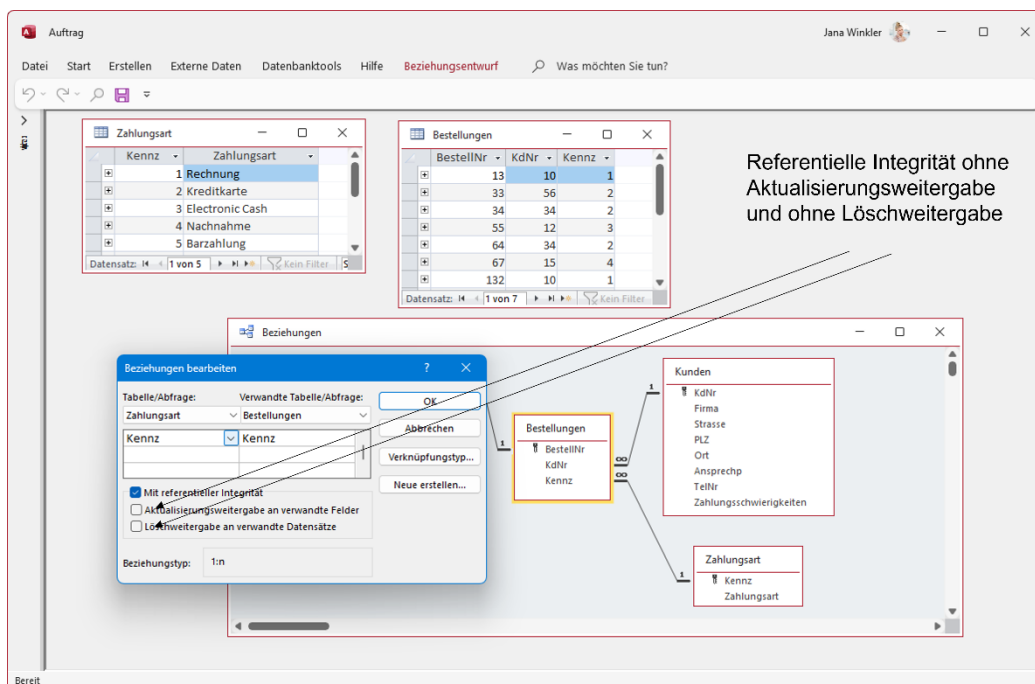 Auftrag
Jana Winkler
Datei Start Erstellen Externe Daten Datenbanktools Hilfe Beziehungsentwurf Was möchten Sie tun?
Zahlungsart
Kennz Zahlungsart
1 Rechnung
2 Kreditkarte
3 Electronic Cash
4 Nachnahme
5 Barzahlung
Datensatz: 1 von 5 Kein Filter S
Bestellungen
BestellNr KdNr Kennz
13 10 1
33 56 2
34 34 2
55 12 3
64 34 2
67 15 4
132 10 1
Datensatz: 1 von 7 Kein Filter
Referentielle Integrität ohne
Aktualisierungsweitergabe
und ohne Löschweitergabe
Beziehungen
Beziehungen bearbeiten ?
Tabelle/Abfrage: Verwandte Tabelle/Abfrage:
Zahlungsart Bestellungen
Kennz Kennz
OK
Abbrechen
Verknüpfungstyp...
Neue erstellen...
Mit referentieller Integrität
Aktualisierungsweitergabe an verwandte Felder
Löschweitergabe an verwandte Datensätze
Beziehungstyp: 1:n
1
Bestellungen
BestellNr
KdNr
Kennz
∞
∞
1
Kunden
KdNr
Firma
Strasse
PLZ
Ort
Ansprechp
TelNr
Zahlungsschwierigkeiten
1
Zahlungsart
Kennz
Zahlungsart
Bereit